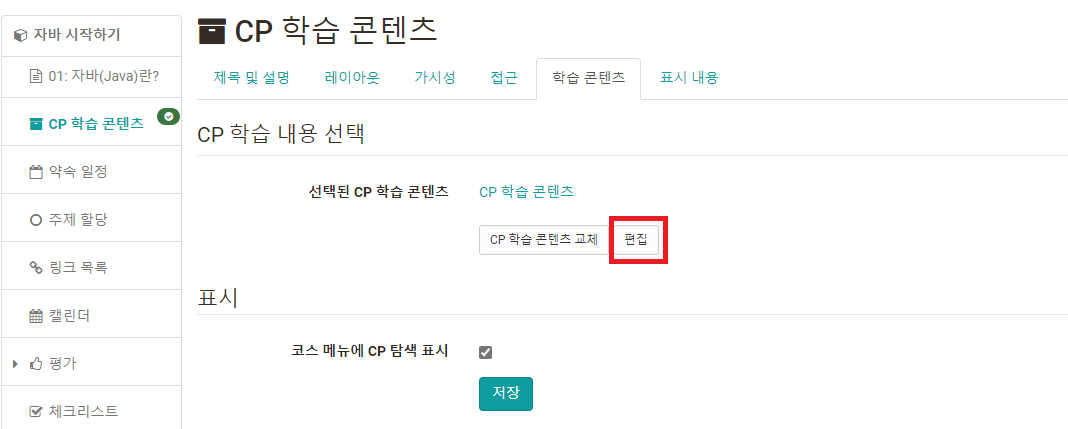 자바 시작하기
01: 자바(Java)란?
CP 학습 콘텐츠
약속 일정
주제 할당
링크 목록
캘린더
평가
체크리스트
CP 학습 콘텐츠
제목 및 설명 레이아웃 가시성 접근 학습 콘텐츠 표시 내용
CP 학습 내용 선택
선택된 CP 학습 콘텐츠 CP 학습 콘텐츠
CP 학습 콘텐츠 교체 편집
표시
코스 메뉴에 CP 탐색 표시
저장